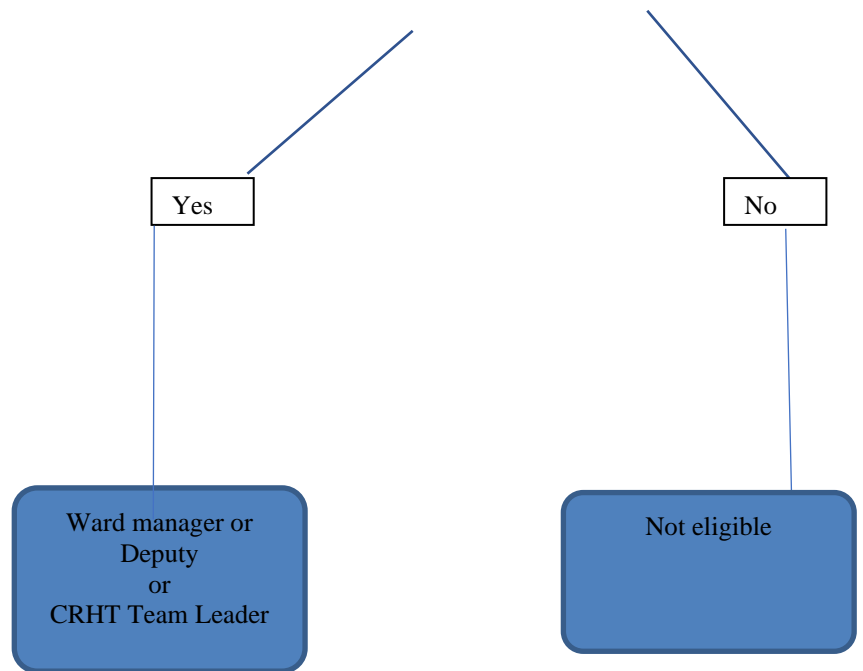 Yes
No
Ward manager or
Deputy
or
CRHT Team Leader
Not eligible